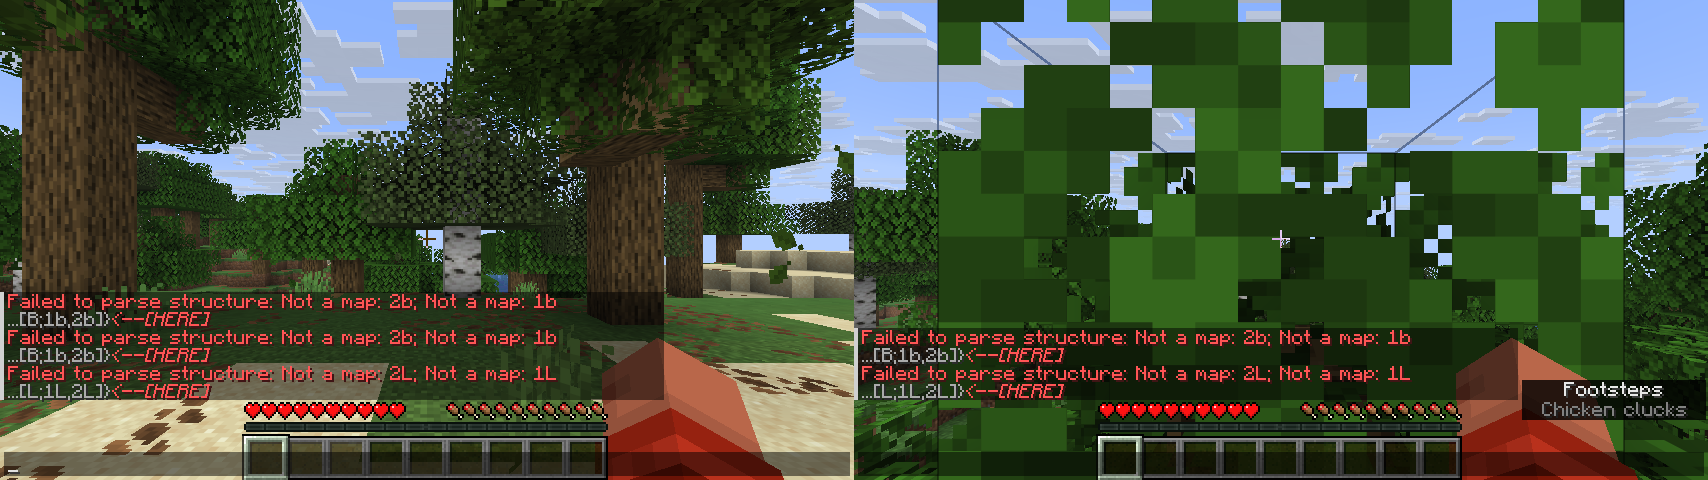 Failed to parse structure: Not a map: 2b; Not a map: 1b
...[B;1b,2b]}<--[HERE]
Failed to parse structure: Not a map: 2b; Not a map: 1b
...[B;1b,2b]}<--[HERE]
Failed to parse structure: Not a map: 2L; Not a map: 1L
...[L;1L,2L]}<--[HERE]
Failed to parse structure: Not a map: 2b; Not a map: 1b
...[B;1b,2b]}<--[HERE]
Failed to parse structure: Not a map: 2L; Not a map: 1L
...[L;1L,2L]}<--[HERE]
Footsteps
Chicken clucks